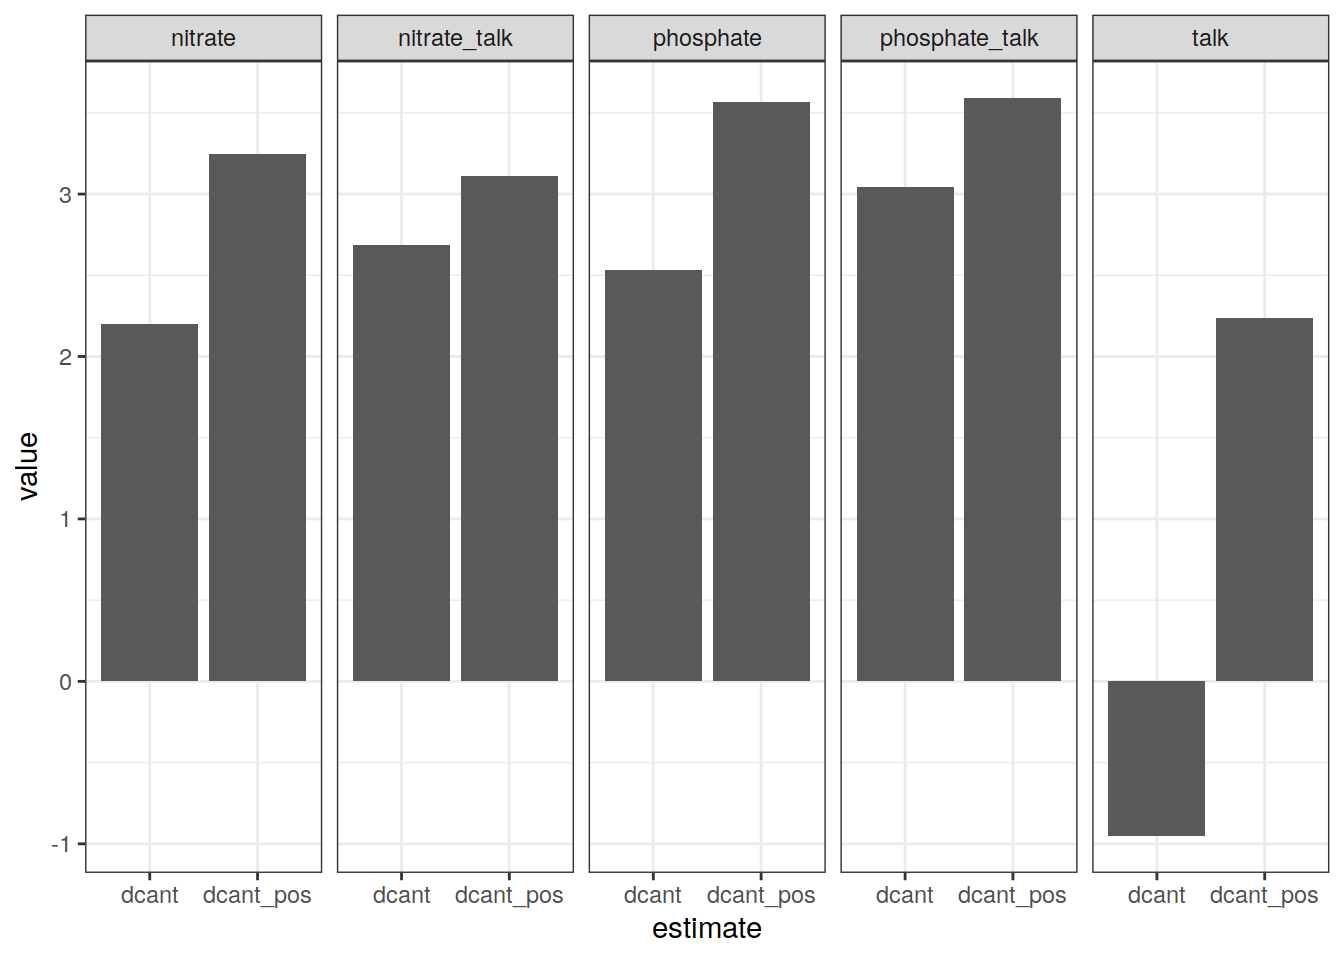 nitrate nitrate_talk phosphate phosphate_talk talk
3
2
1
0
-1
value
dcant dcant_pos dcant dcant_pos dcant dcant_pos dcant dcant_pos dcant dcant_pos
estimate